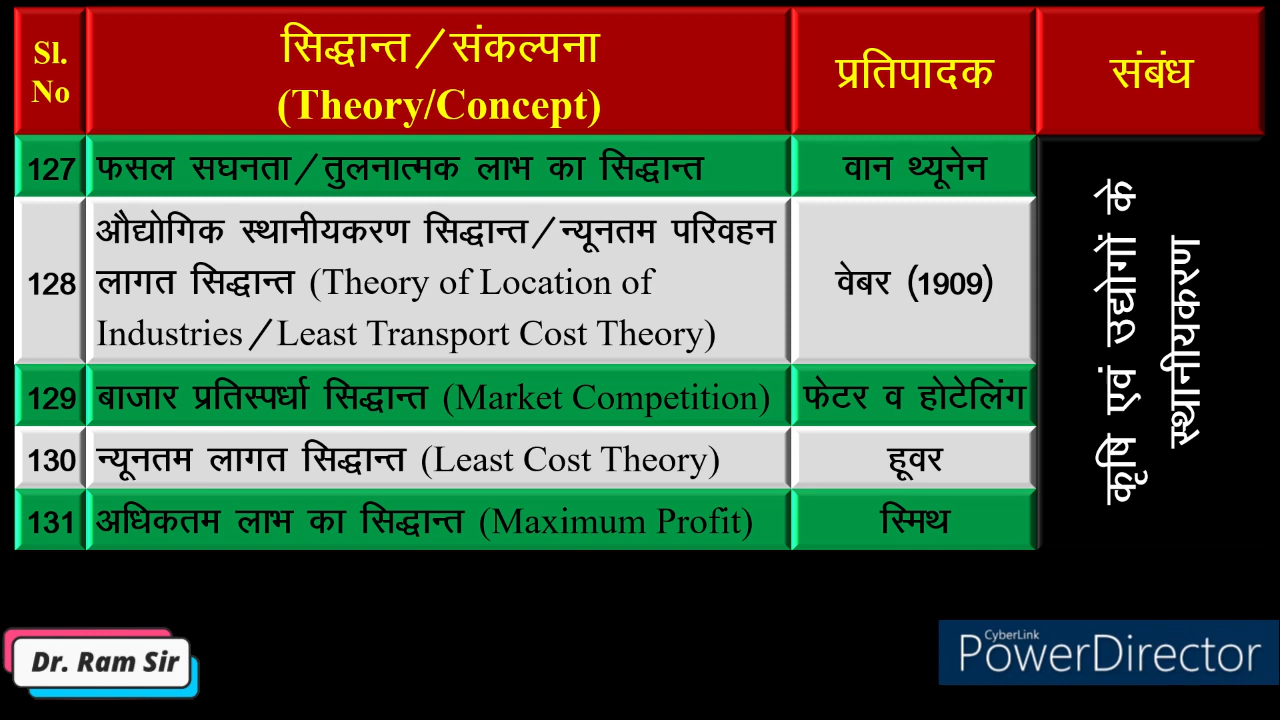 Sl.
No
सिद्धान्त/संकल्पना
(Theory/Concept)
प्रतिपादक
संबंध
127
फसल सघनता/तुलनात्मक लाभ का सिद्धान्त
वान थ्यूनेन
128
औद्योगिक स्थानीयकरण सिद्धान्त/न्यूनतम परिवहन
लागत सिद्धान्त (Theory of Location of
Industries/Least Transport Cost Theory)
वेबर (1909)
129
बाजार प्रतिस्पर्धा सिद्धान्त (Market Competition)
फेटर व होटेलिंग
130
न्यूनतम लागत सिद्धान्त (Least Cost Theory)
हूवर
131
अधिकतम लाभ का सिद्धान्त (Maximum Profit)
स्मिथ
कृषि एवं उद्योगों के
स्थानीयकरण
Dr. Ram Sir
CyberLink
PowerDirector